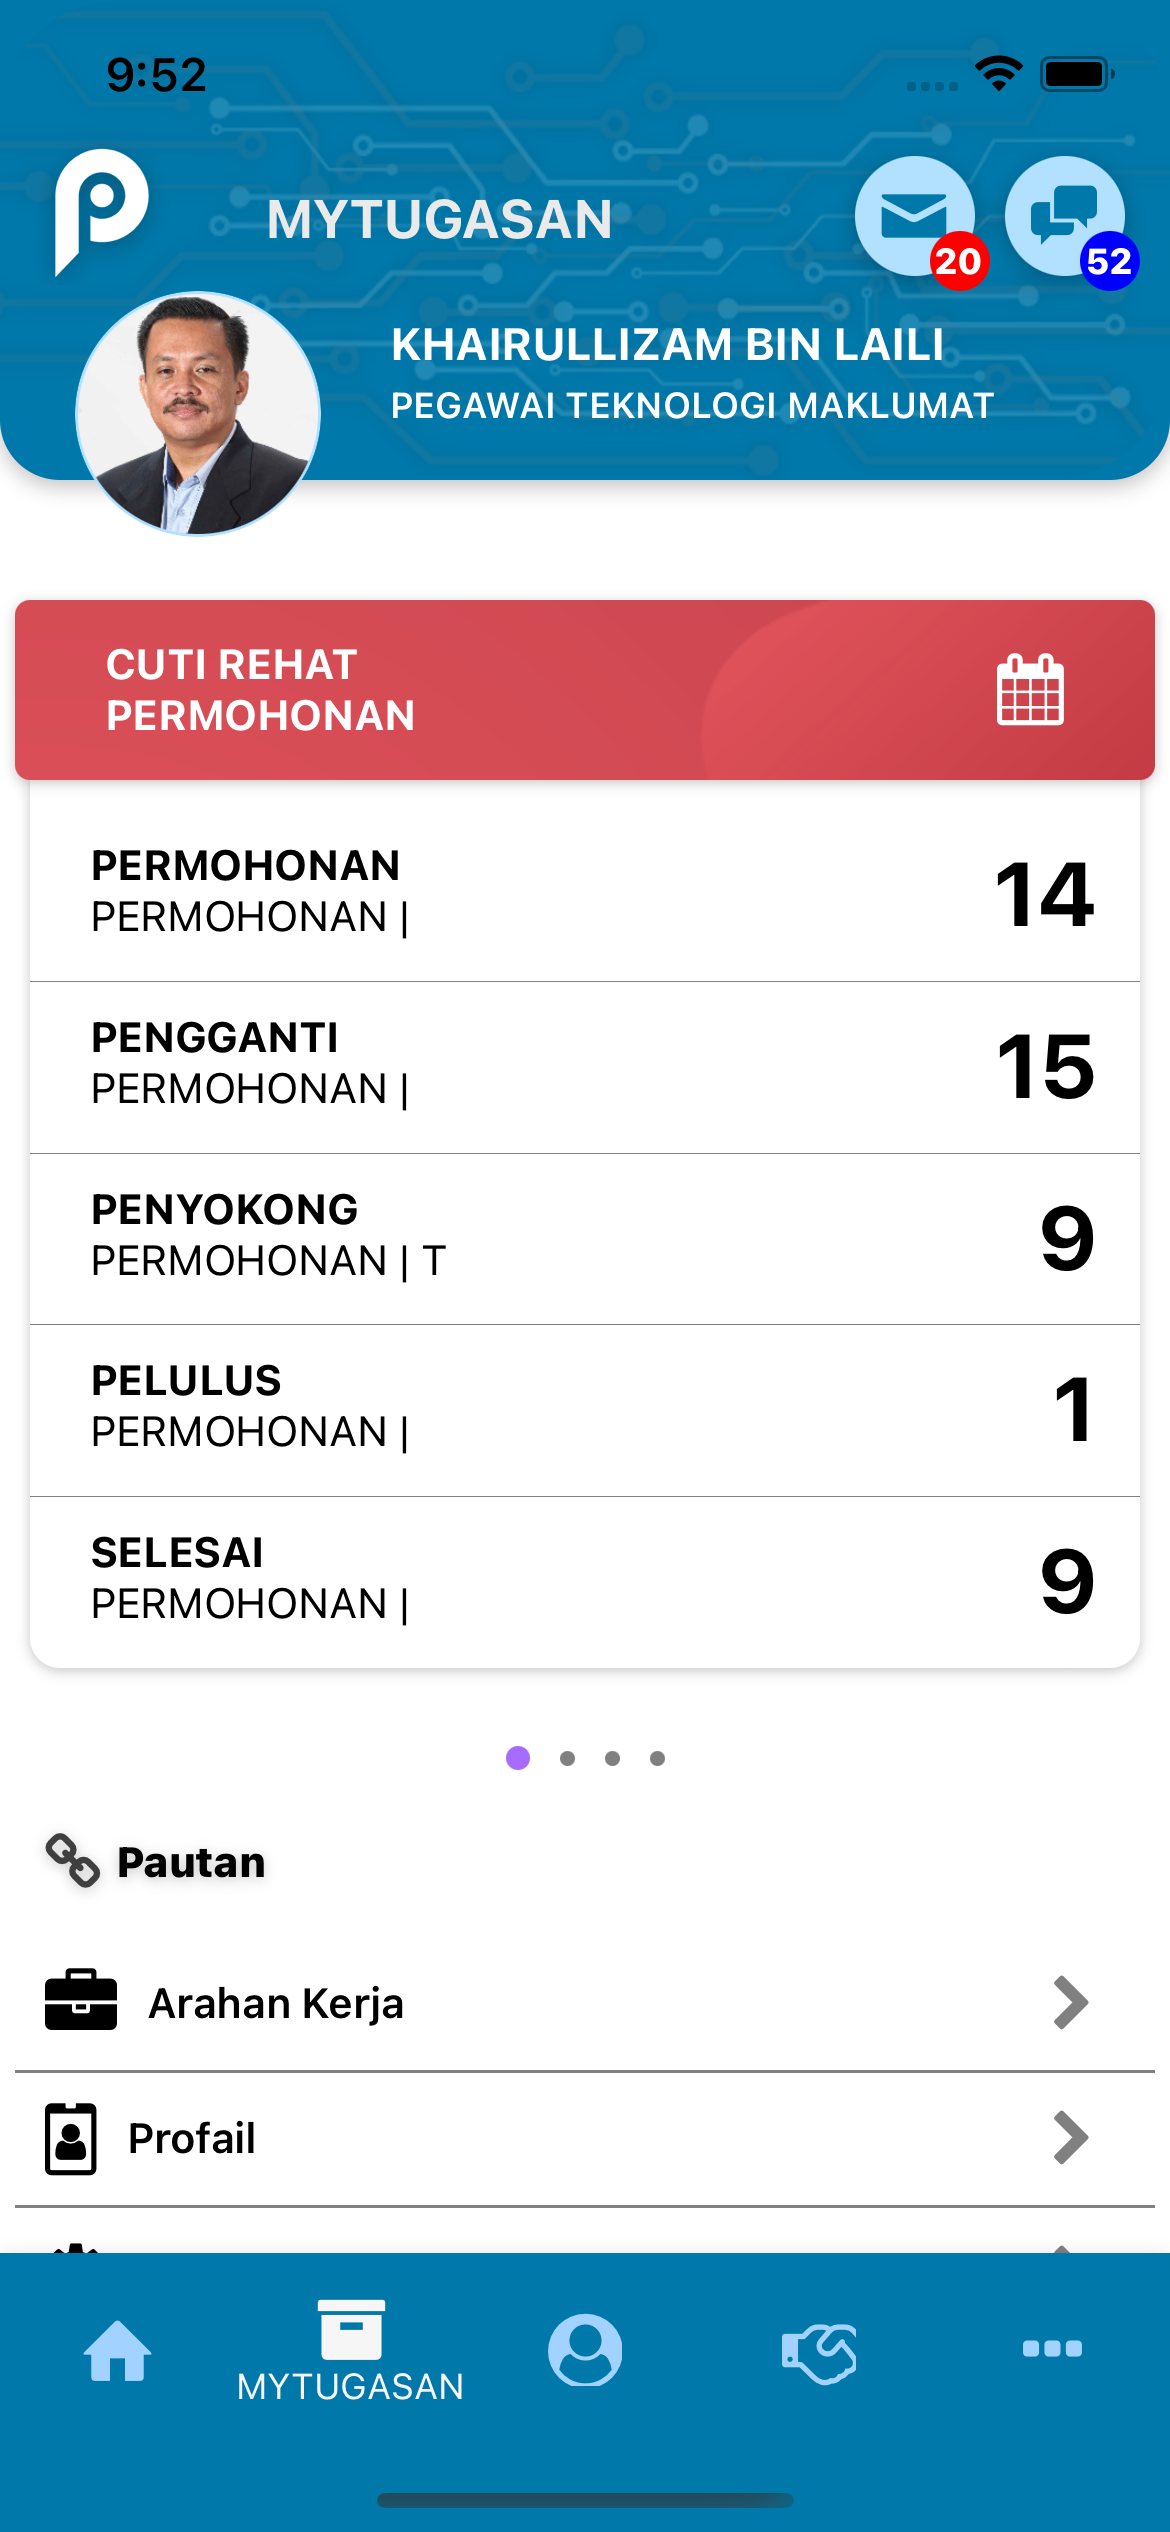 9:52
MYTUGASAN
20
52
KHAIRULLIZAM BIN LAILI
PEGAWAI TEKNOLOGI MAKLUMAT
CUTI REHAT
PERMOHONAN
PERMOHONAN
PERMOHONAN |
14
PENGGANTI
PERMOHONAN |
15
PENYOKONG
PERMOHONAN | T
9
PELULUS
PERMOHONAN |
1
SELESAI
PERMOHONAN |
9
Pautan
Arahan Kerja
Profail
MYTUGASAN